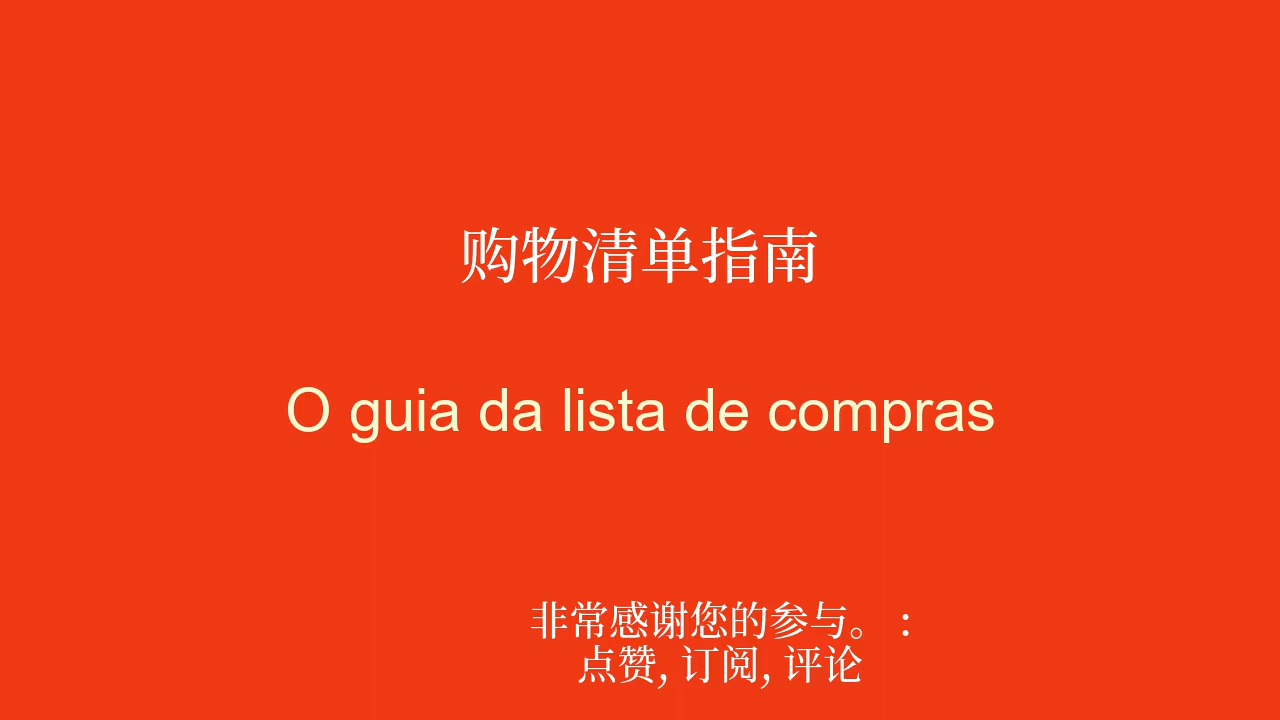 购物清单指南
O guia da lista de compras
非常感谢您的参与。 :
点赞, 订阅, 评论